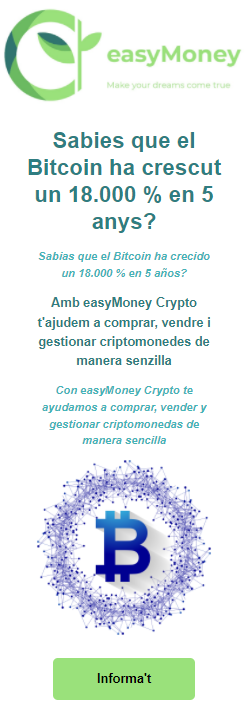 easyMoney
Make your dreams come true
Sabies que el
Bitcoin ha crescut
un 18.000 % en 5
anys?
Sabías que el Bitcoin ha crecido
un 18.000 % en 5 años?
Amb easyMoney Crypto
t'ajudem a comprar, vendre i
gestionar criptomonedes de
manera senzilla
Con easyMoney Crypto te
ayudamos a comprar, vender y
gestionar criptomonedas de
manera sencilla
Informa't